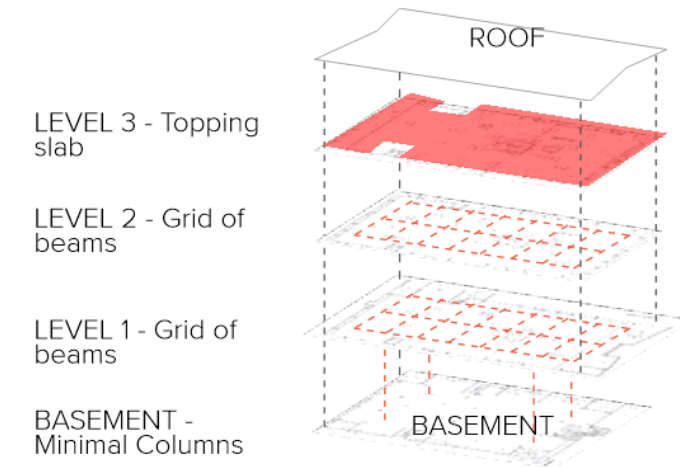 ROOF
LEVEL 3 - Topping
slab
LEVEL 2 - Grid of
beams
LEVEL 1 - Grid of
beams
BASEMENT -
Minimal Columns
BASEMENT